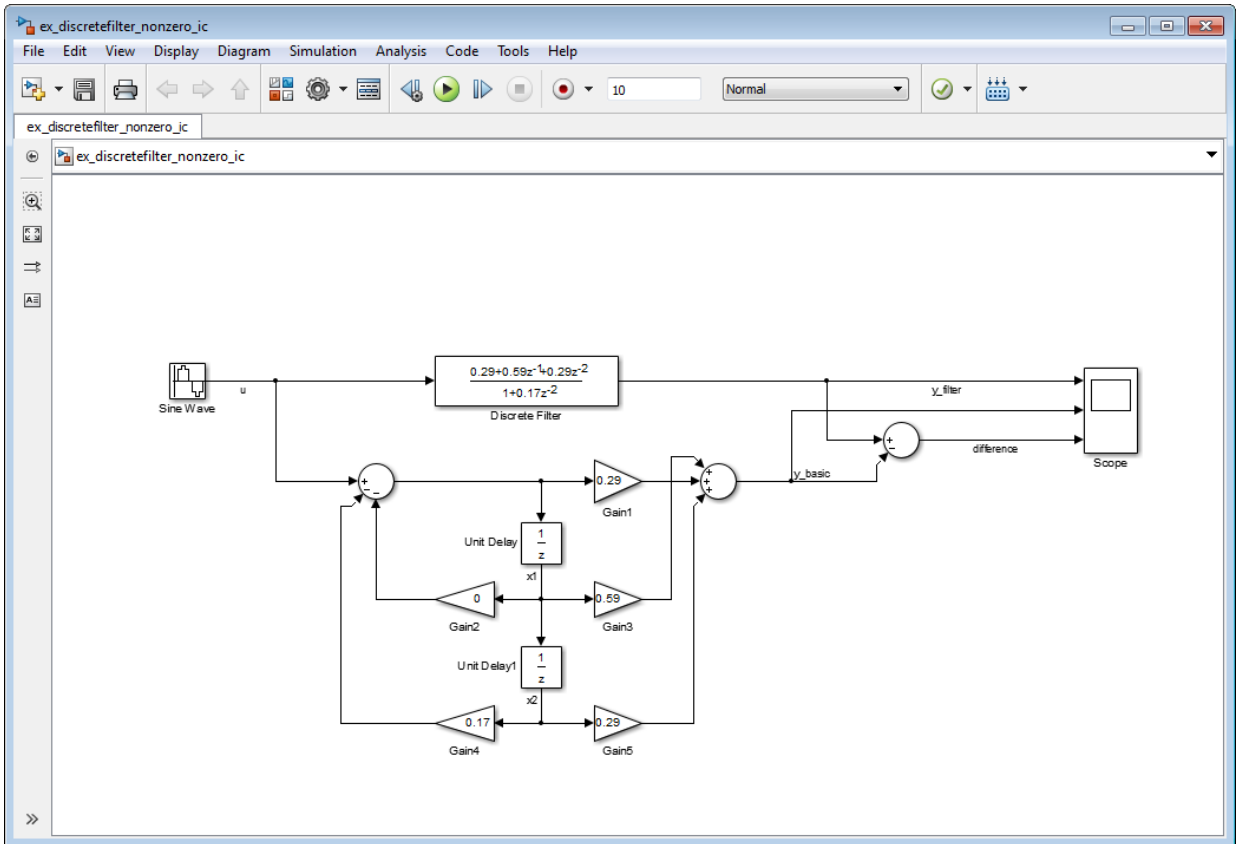 ex_discretefilter_nonzero_ic
File Edit View Display Diagram Simulation Analysis Code Tools Help
10 Normal
ex_discretefilter_nonzero_ic
ex_discretefilter_nonzero_ic
0.29+0.59z-1+0.29z-2
1+0.17z-2
Discrete Filter
Sine Wave
u
y_filter
+
−
difference
Scope
+
−
−
0.29
Gain1
+
+
+
y_basic
Unit Delay
1
z
x1
0
Gain2
0.59
Gain3
Unit Delay1
1
z
x2
0.17
Gain4
0.29
Gain5